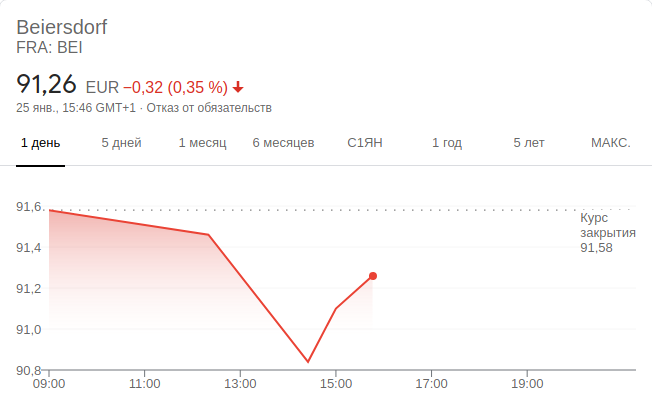 Beiersdorf
FRA: BEI
91,26 EUR −0,32 (0,35 %)
25 янв., 15:46 GMT+1 · Отказ от обязательств
1 день 5 дней 1 месяц 6 месяцев С1ЯН 1 год 5 лет МАКС.
91,6
Курс
закрытия
91,58
91,4
91,2
91,0
90,8
09:00 11:00 13:00 15:00 17:00 19:00